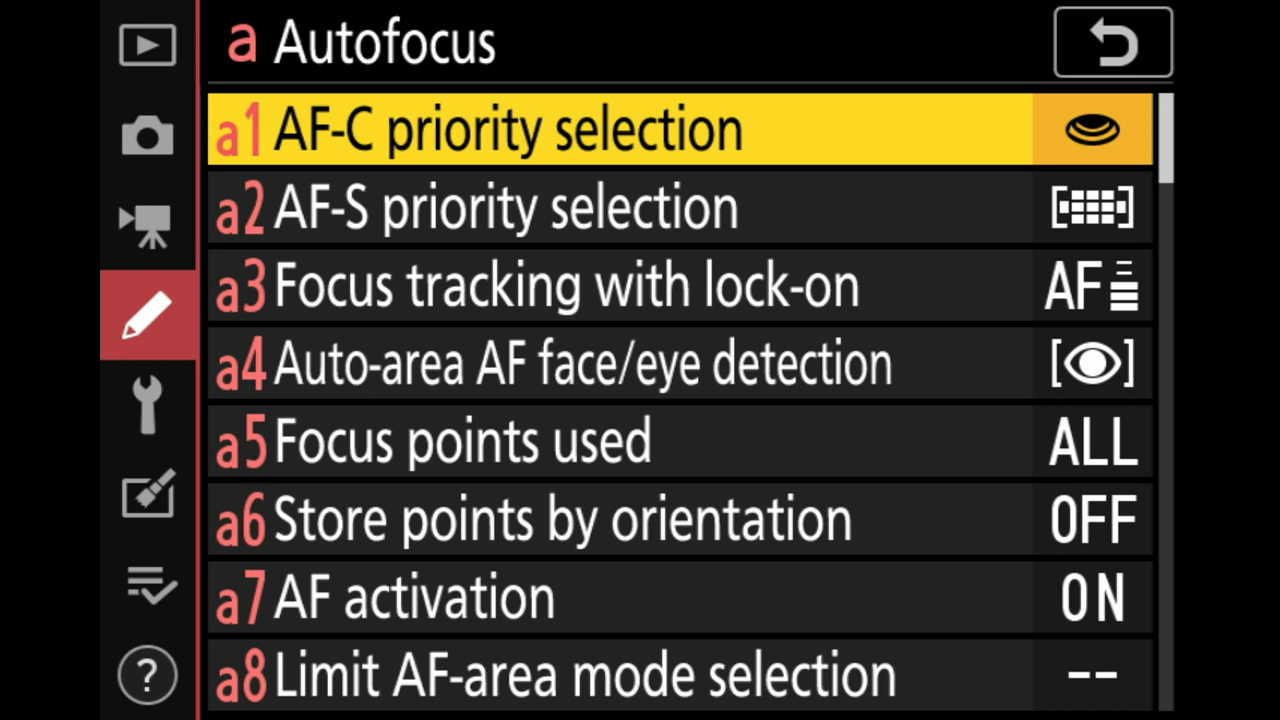 a Autofocus
a1 AF-C priority selection
a2 AF-S priority selection
a3 Focus tracking with lock-on AF
a4 Auto-area AF face/eye detection
a5 Focus points used ALL
a6 Store points by orientation OFF
a7 AF activation ON
a8 Limit AF-area mode selection --
?